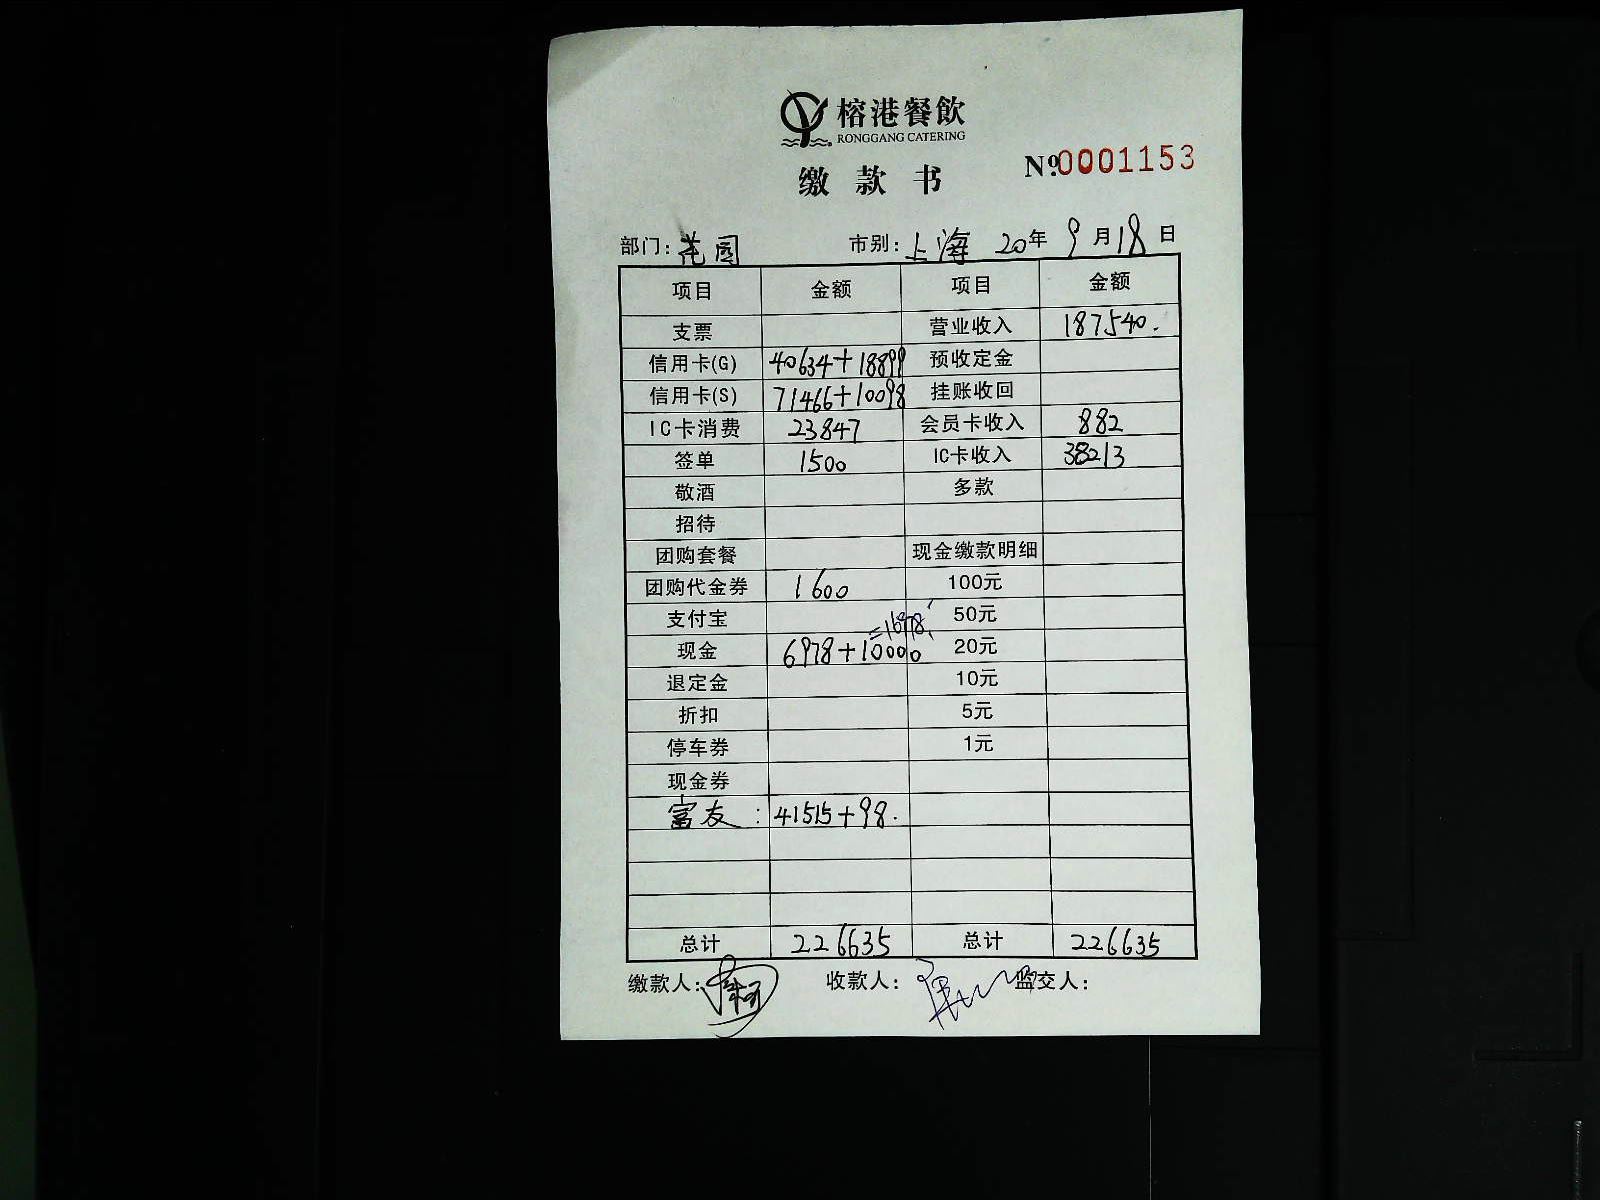 榕港餐飲
RONGGANG CATERING
缴款书 Nº.0001153
部门: 花园 市别: 上海 20年 9月18日
项目 金额 项目 金额
支票 营业收入 187540.
信用卡(G) 40634+18899 预收定金
信用卡(S) 71466+10098 挂账收回
IC卡消费 23847 会员卡收入 882
签单 1500 IC卡收入 38213
敬酒 多款
招待
团购套餐 现金缴款明细
团购代金券 1600 100元
支付宝 50元
=16978.
现金 6978+10000 20元
退定金 10元
折扣 5元
停车券 1元
现金券
富友: 41515+98.
总计 226635 总计 226635
缴款人: 收款人: 监交人: